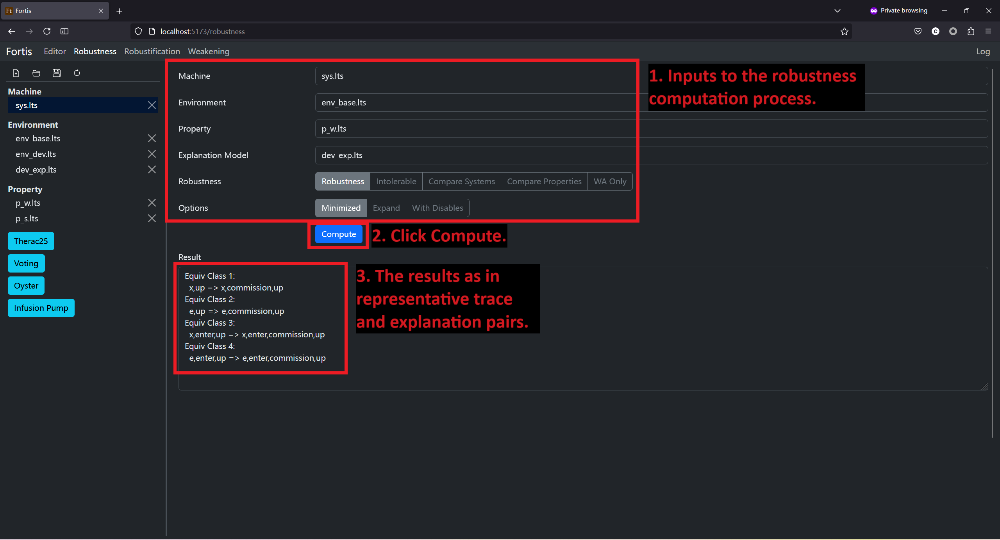 Ft Fortis
Private browsing
localhost:5173/robustness
Fortis Editor Robustness Robustification Weakening Log
Machine
sys.lts
Environment
env_base.lts
env_dev.lts
dev_exp.lts
Property
p_w.lts
p_s.lts
Therac25
Voting
Oyster
Infusion Pump
Machine sys.lts
Environment env_base.lts
Property p_w.lts
Explanation Model dev_exp.lts
Robustness Robustness Intolerable Compare Systems Compare Properties WA Only
Options Minimized Expand With Disables
1. Inputs to the robustness
computation process.
Compute
2. Click Compute.
Result
Equiv Class 1:
x,up => x,commission,up
Equiv Class 2:
e,up => e,commission,up
Equiv Class 3:
x,enter,up => x,enter,commission,up
Equiv Class 4:
e,enter,up => e,enter,commission,up
3. The results as in
representative trace
and explanation pairs.